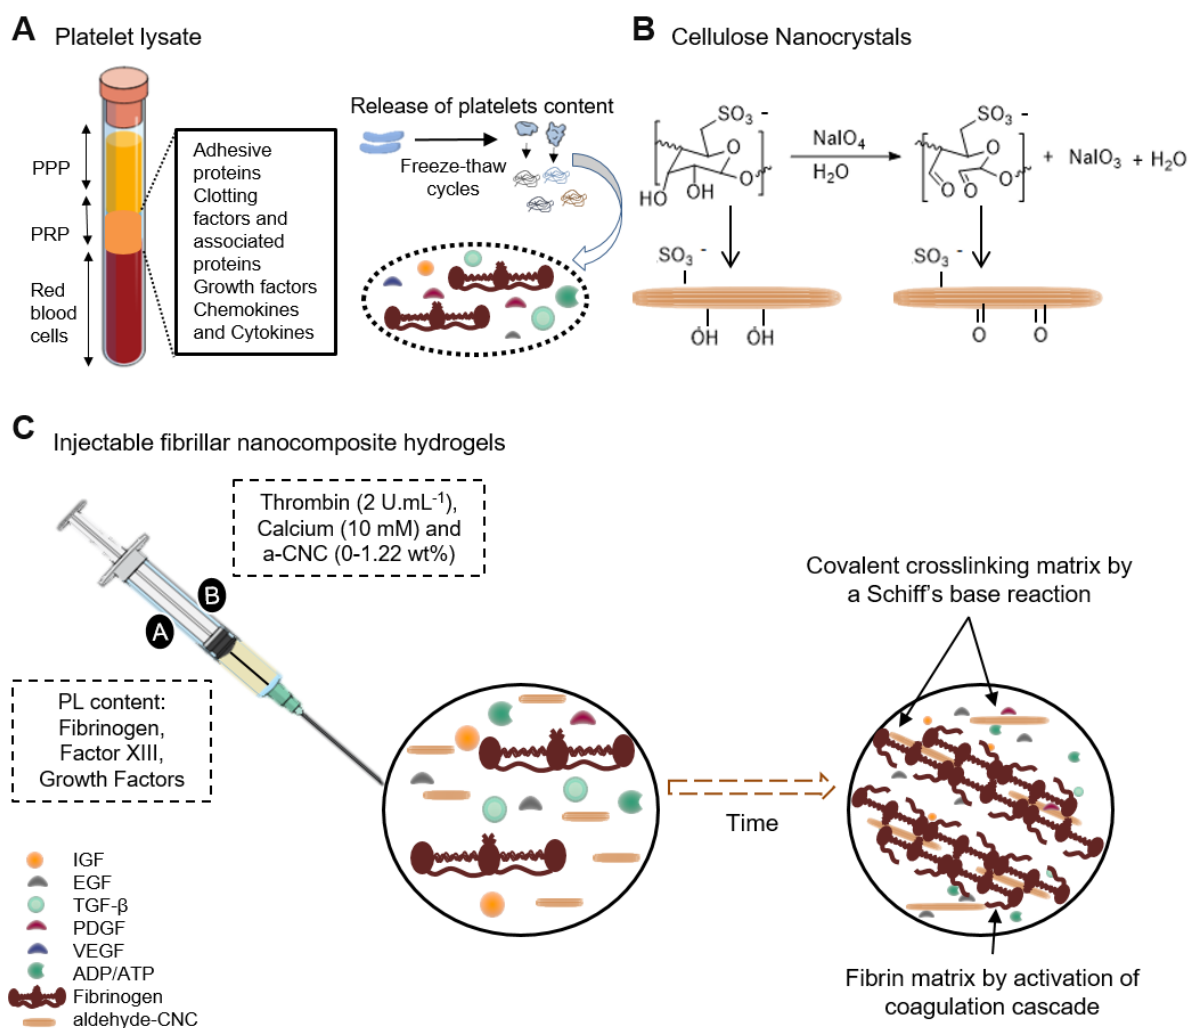 A Platelet lysate
PPP
PRP
Red
blood
cells
Adhesive
proteins
Clotting
factors and
associated
proteins
Growth factors
Chemokines
and Cytokines
Release of platelets content
Freeze-thaw
cycles
B Cellulose Nanocrystals
SO₃ -
O
O
HO
OH
NaIO₄
H₂O
SO₃ -
O
O
O
O
+ NaIO₃ + H₂O
SO₃ -
OH OH
SO₃ -
O O
C Injectable fibrillar nanocomposite hydrogels
Thrombin (2 U.mL⁻¹),
Calcium (10 mM) and
a-CNC (0-1.22 wt%)
B
A
PL content:
Fibrinogen,
Factor XIII,
Growth Factors
Time
Covalent crosslinking matrix by
a Schiff's base reaction
Fibrin matrix by activation of
coagulation cascade
IGF
EGF
TGF-β
PDGF
VEGF
ADP/ATP
Fibrinogen
aldehyde-CNC